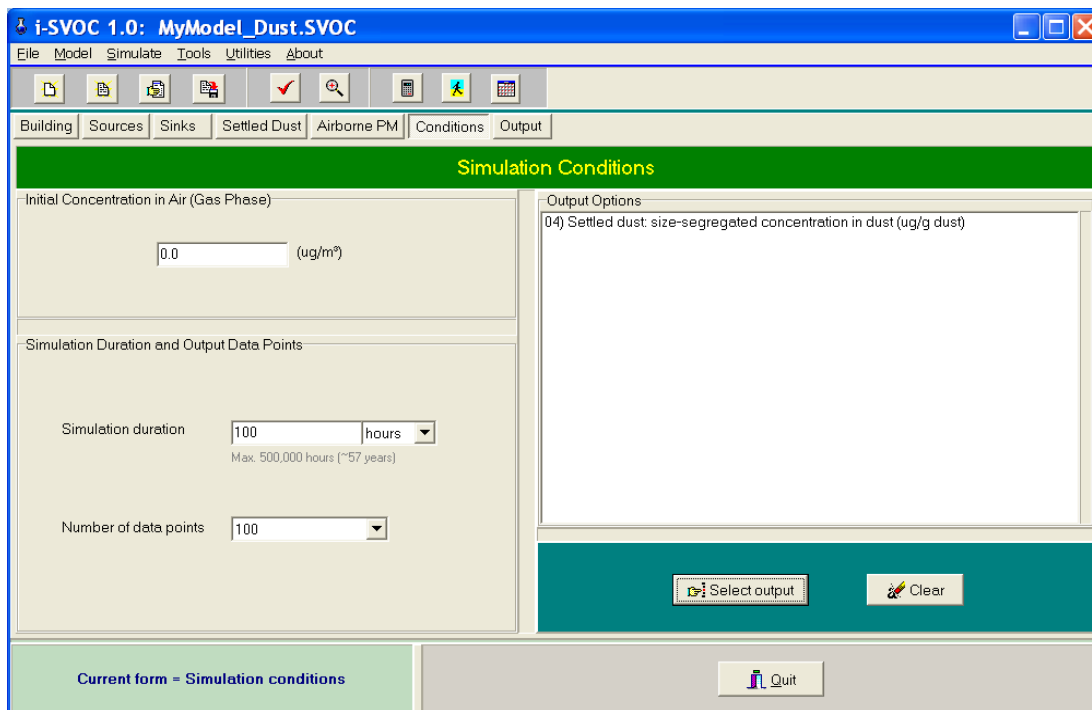 i-SVOC 1.0: MyModel_Dust.SVOC
File Model Simulate Tools Utilities About
Building Sources Sinks Settled Dust Airborne PM Conditions Output
Simulation Conditions
Initial Concentration in Air (Gas Phase)
0.0 (ug/m³)
Simulation Duration and Output Data Points
Simulation duration 100 hours
Max. 500,000 hours (~57 years)
Number of data points 100
Output Options
04) Settled dust: size-segregated concentration in dust (ug/g dust)
Select output Clear
Current form = Simulation conditions
Quit